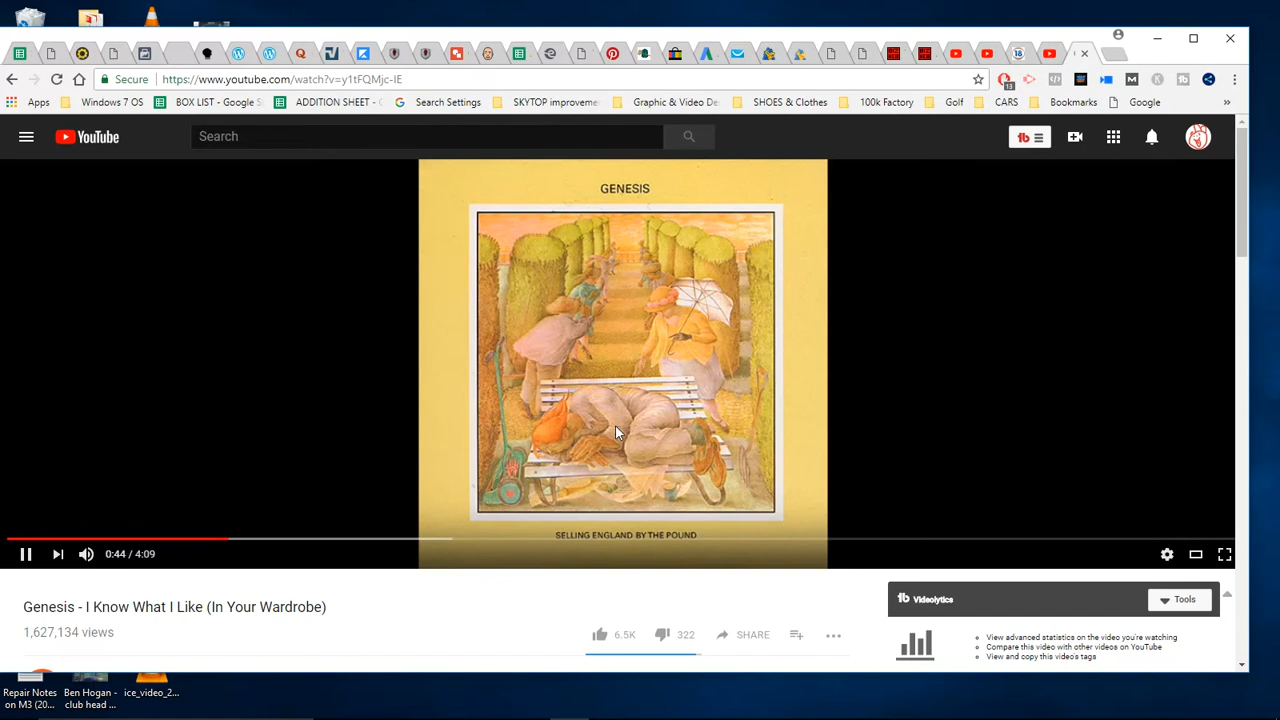 Secure
https://www.youtube.com/watch?v=y1tFQMjc-IE
13
Apps Windows 7 OS BOX LIST - Google S ADDITION SHEET - G Search Settings SKYTOP improveme Graphic & Video De SHOES & Clothes 100k Factory Golf CARS Bookmarks Google »
YouTube
Search
GENESIS
SELLING ENGLAND BY THE POUND
0:44 / 4:09
Genesis - I Know What I Like (In Your Wardrobe)
1,627,134 views
6.5K 322 SHARE
Videolytics
Tools
View advanced statistics on the video you're watching
Compare this video with other videos on YouTube
View and copy this video's tags
Repair Notes
on M3 (20...
Ben Hogan -
club head ...
ice_video_2...